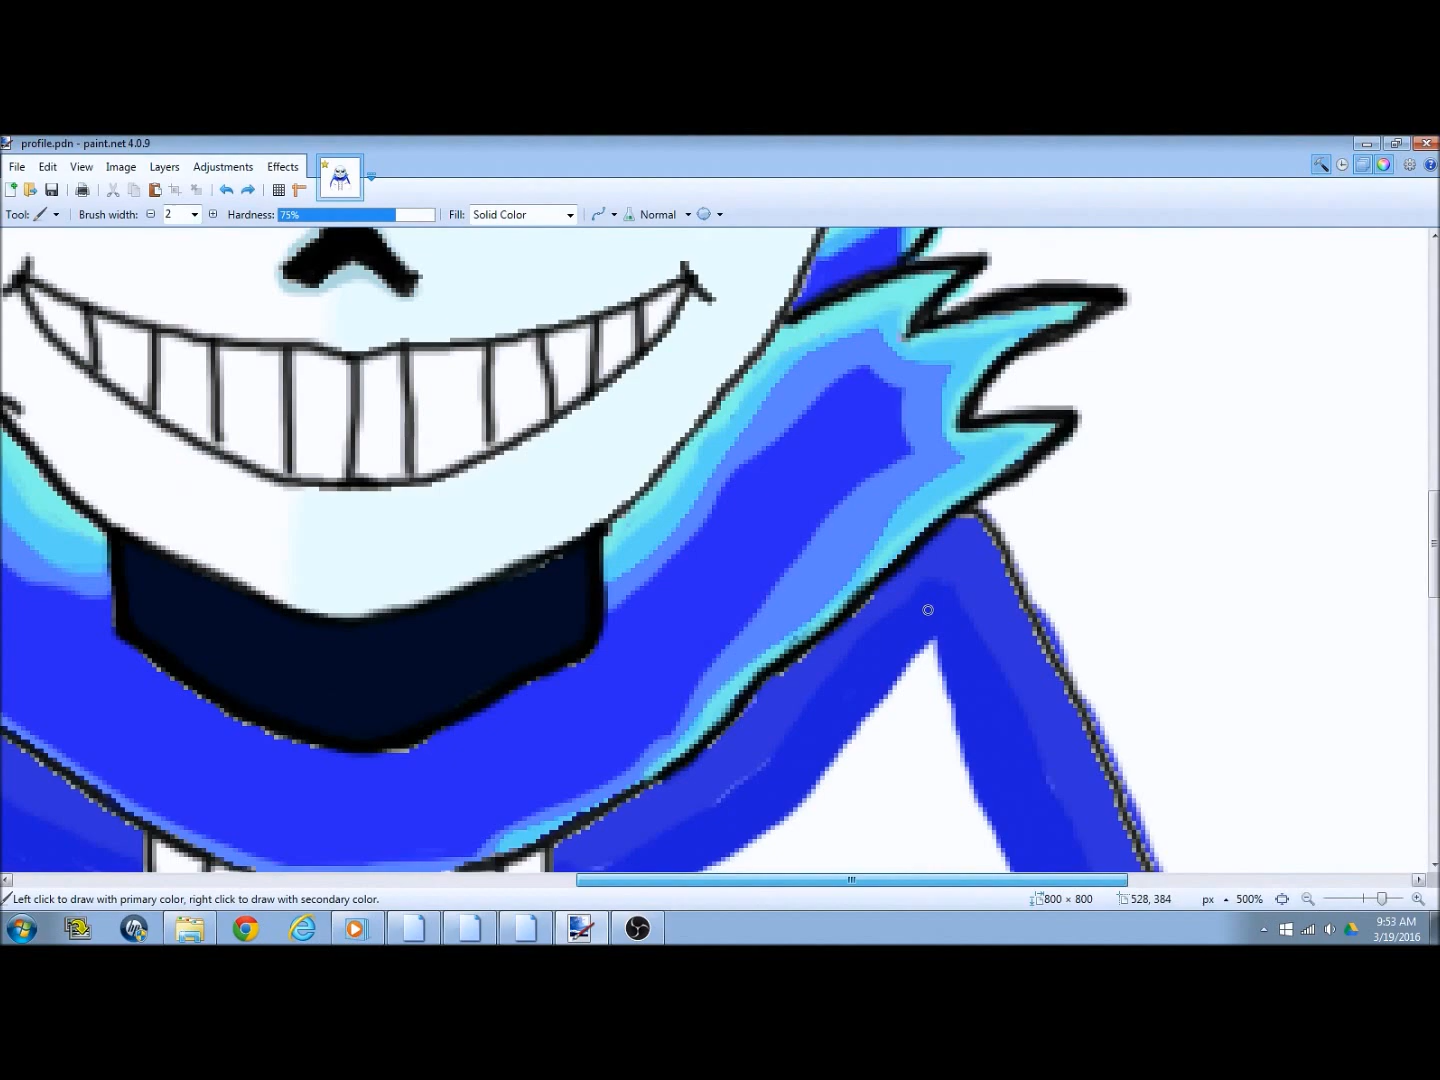 profile.pdn - paint.net 4.0.9
File Edit View Image Layers Adjustments Effects
Tool: Brush width: 2 Hardness: 75% Fill: Solid Color Normal
Left click to draw with primary color, right click to draw with secondary color. 800 × 800 528, 384 px 500%
9:53 AM
3/19/2016